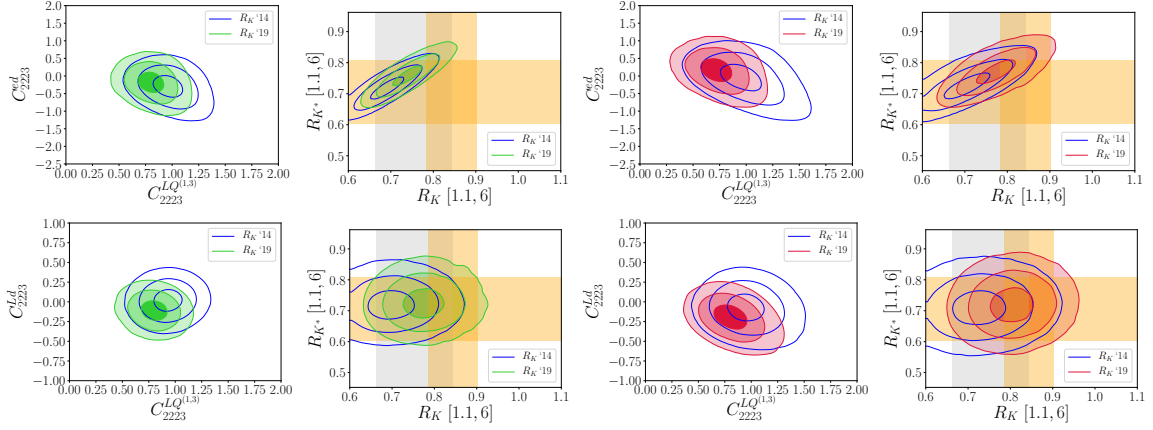 2.0
1.5
1.0
0.5
0.0
−0.5
−1.0
−1.5
−2.0
−2.5
C^{ed}_{2223}
R_K ‘14
R_K ‘19
0.00 0.25 0.50 0.75 1.00 1.25 1.50 1.75 2.00
C^{LQ^{(1,3)}}_{2223}
0.9
0.8
0.7
0.6
0.5
R_{K*} [1.1, 6]
R_K ‘14
R_K ‘19
0.6 0.7 0.8 0.9 1.0 1.1
R_K [1.1, 6]
2.0
1.5
1.0
0.5
0.0
−0.5
−1.0
−1.5
−2.0
−2.5
C^{ed}_{2223}
R_K ‘14
R_K ‘19
0.00 0.25 0.50 0.75 1.00 1.25 1.50 1.75 2.00
C^{LQ^{(1,3)}}_{2223}
0.9
0.8
0.7
0.6
0.5
R_{K*} [1.1, 6]
R_K ‘14
R_K ‘19
0.6 0.7 0.8 0.9 1.0 1.1
R_K [1.1, 6]
1.00
0.75
0.50
0.25
0.00
−0.25
−0.50
−0.75
−1.00
C^{Ld}_{2223}
R_K ‘14
R_K ‘19
0.00 0.25 0.50 0.75 1.00 1.25 1.50 1.75 2.00
C^{LQ^{(1,3)}}_{2223}
0.9
0.8
0.7
0.6
0.5
R_{K*} [1.1, 6]
R_K ‘14
R_K ‘19
0.6 0.7 0.8 0.9 1.0 1.1
R_K [1.1, 6]
1.00
0.75
0.50
0.25
0.00
−0.25
−0.50
−0.75
−1.00
C^{Ld}_{2223}
R_K ‘14
R_K ‘19
0.00 0.25 0.50 0.75 1.00 1.25 1.50 1.75 2.00
C^{LQ^{(1,3)}}_{2223}
0.9
0.8
0.7
0.6
0.5
R_{K*} [1.1, 6]
R_K ‘14
R_K ‘19
0.6 0.7 0.8 0.9 1.0 1.1
R_K [1.1, 6]